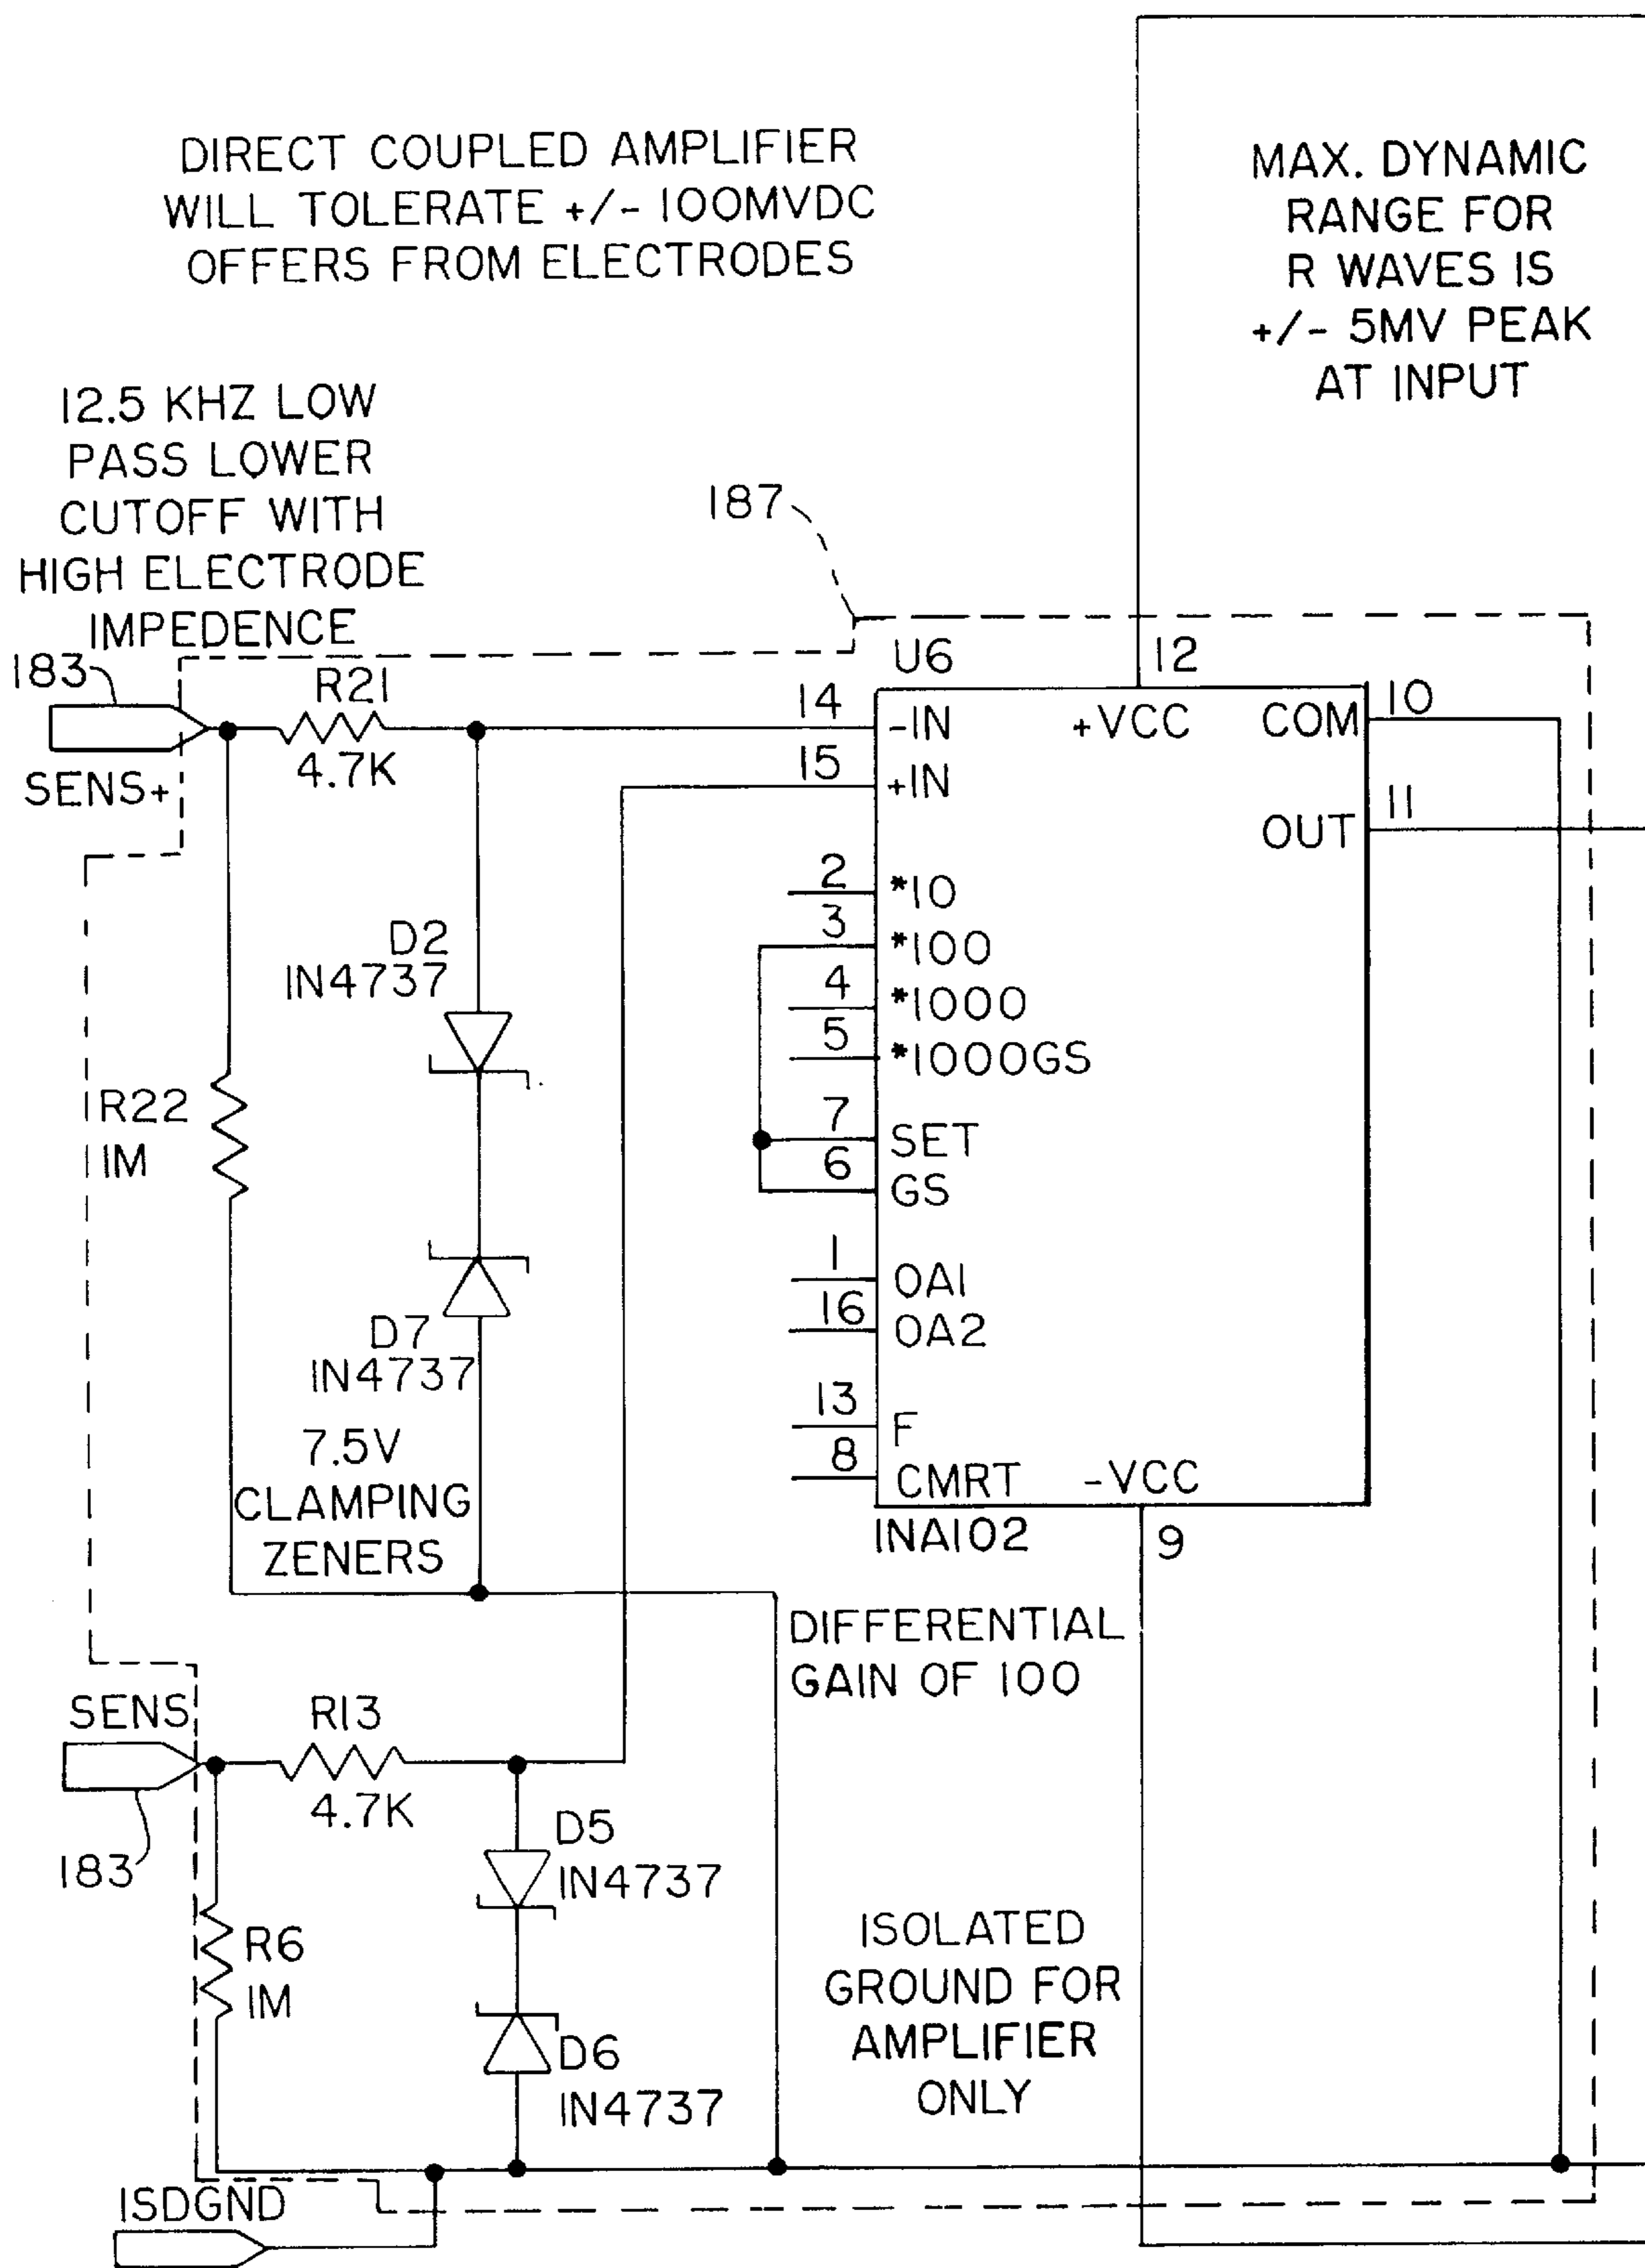 DIRECT COUPLED AMPLIFIER
WILL TOLERATE +/- 100MVDC
OFFERS FROM ELECTRODES
MAX. DYNAMIC
RANGE FOR
R WAVES IS
+/- 5MV PEAK
AT INPUT
12.5 KHZ LOW
PASS LOWER
CUTOFF WITH
HIGH ELECTRODE
IMPEDENCE
187
183
SENS+
R21
4.7K
U6
12
14
-IN
+VCC
COM
10
15
+IN
OUT
11
2
*10
3
*100
4
*1000
5
*1000GS
7
SET
6
GS
1
OA1
16
OA2
13
F
8
CMRT
-VCC
INA102
9
D2
IN4737
R22
1M
D7
IN4737
7.5V
CLAMPING
ZENERS
DIFFERENTIAL
GAIN OF 100
SENS
183
R13
4.7K
D5
IN4737
R6
1M
D6
IN4737
ISOLATED
GROUND FOR
AMPLIFIER
ONLY
ISDGND